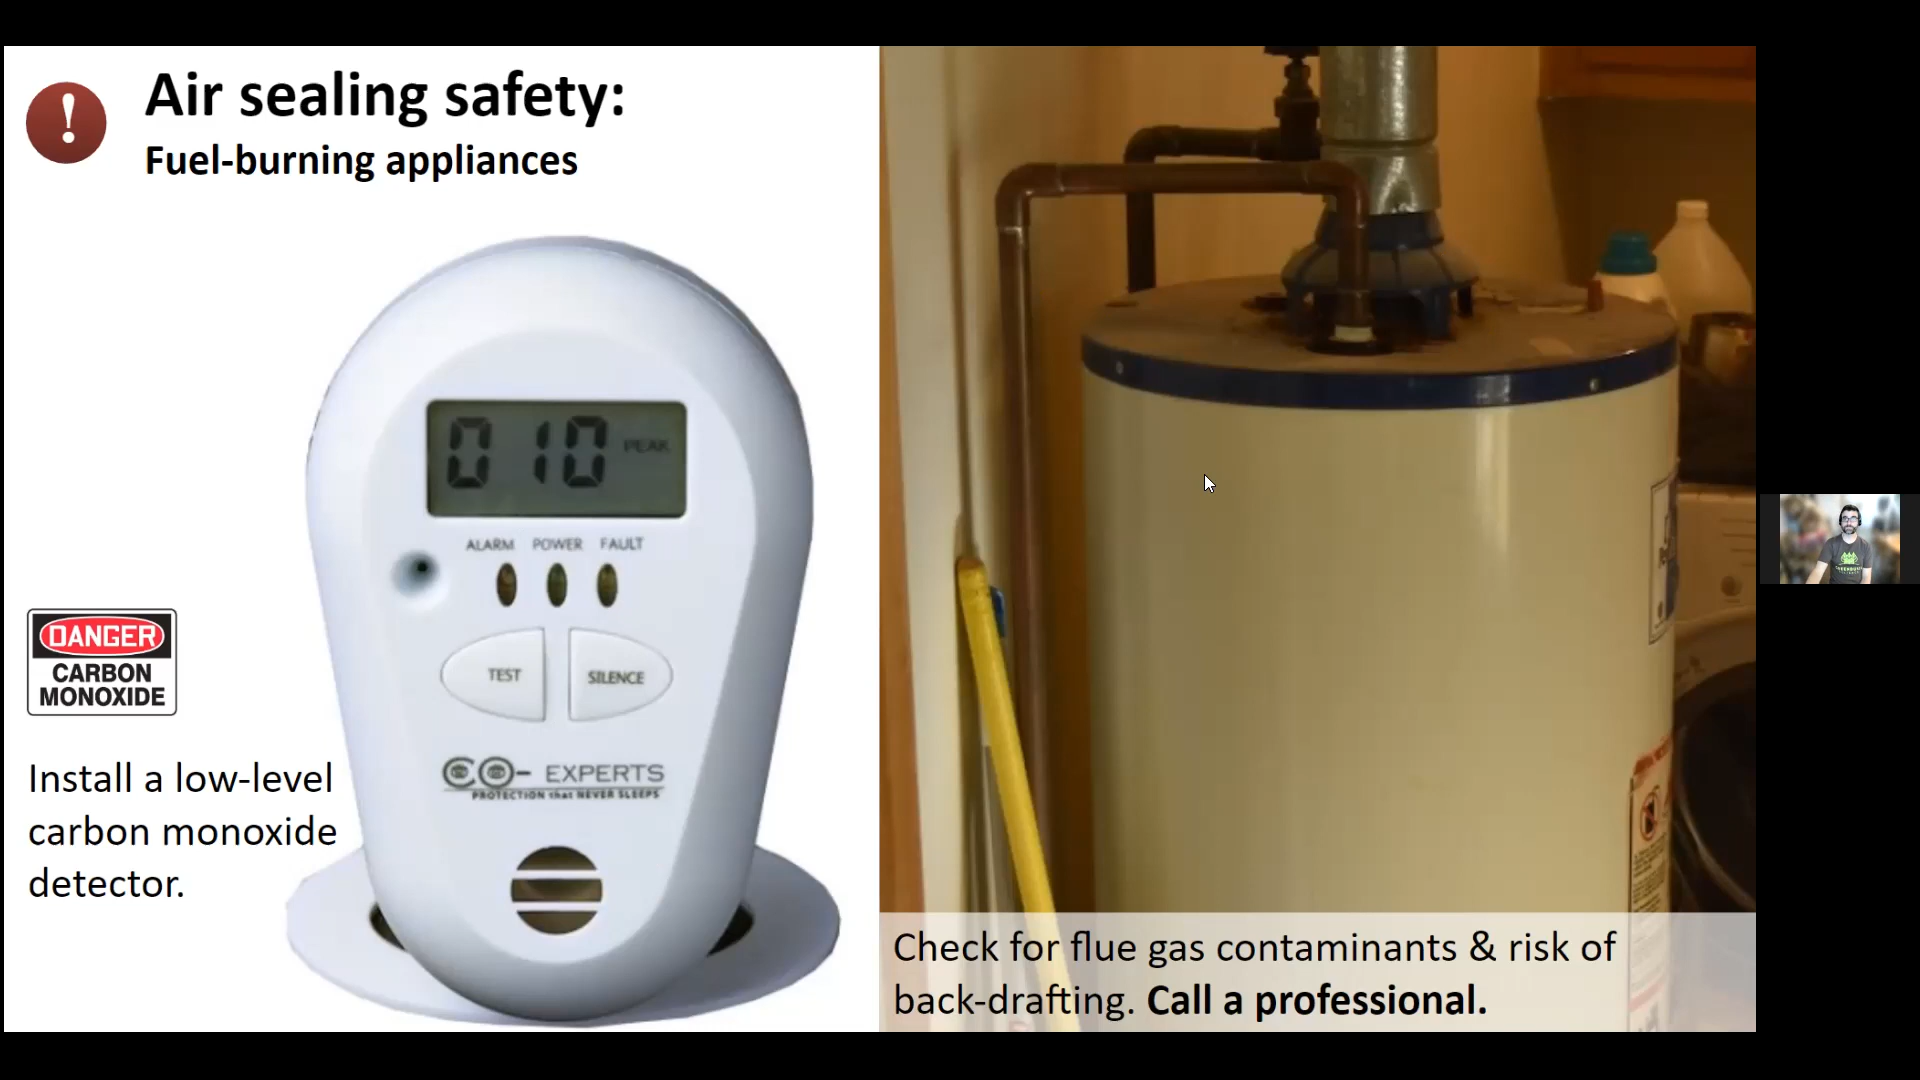 !
Air sealing safety:
Fuel-burning appliances
010 PEAK
ALARM POWER FAULT
TEST SILENCE
CO- EXPERTS
PROTECTION that NEVER SLEEPS
DANGER
CARBON
MONOXIDE
Install a low-level
carbon monoxide
detector.
Check for flue gas contaminants & risk of
back-drafting. Call a professional.